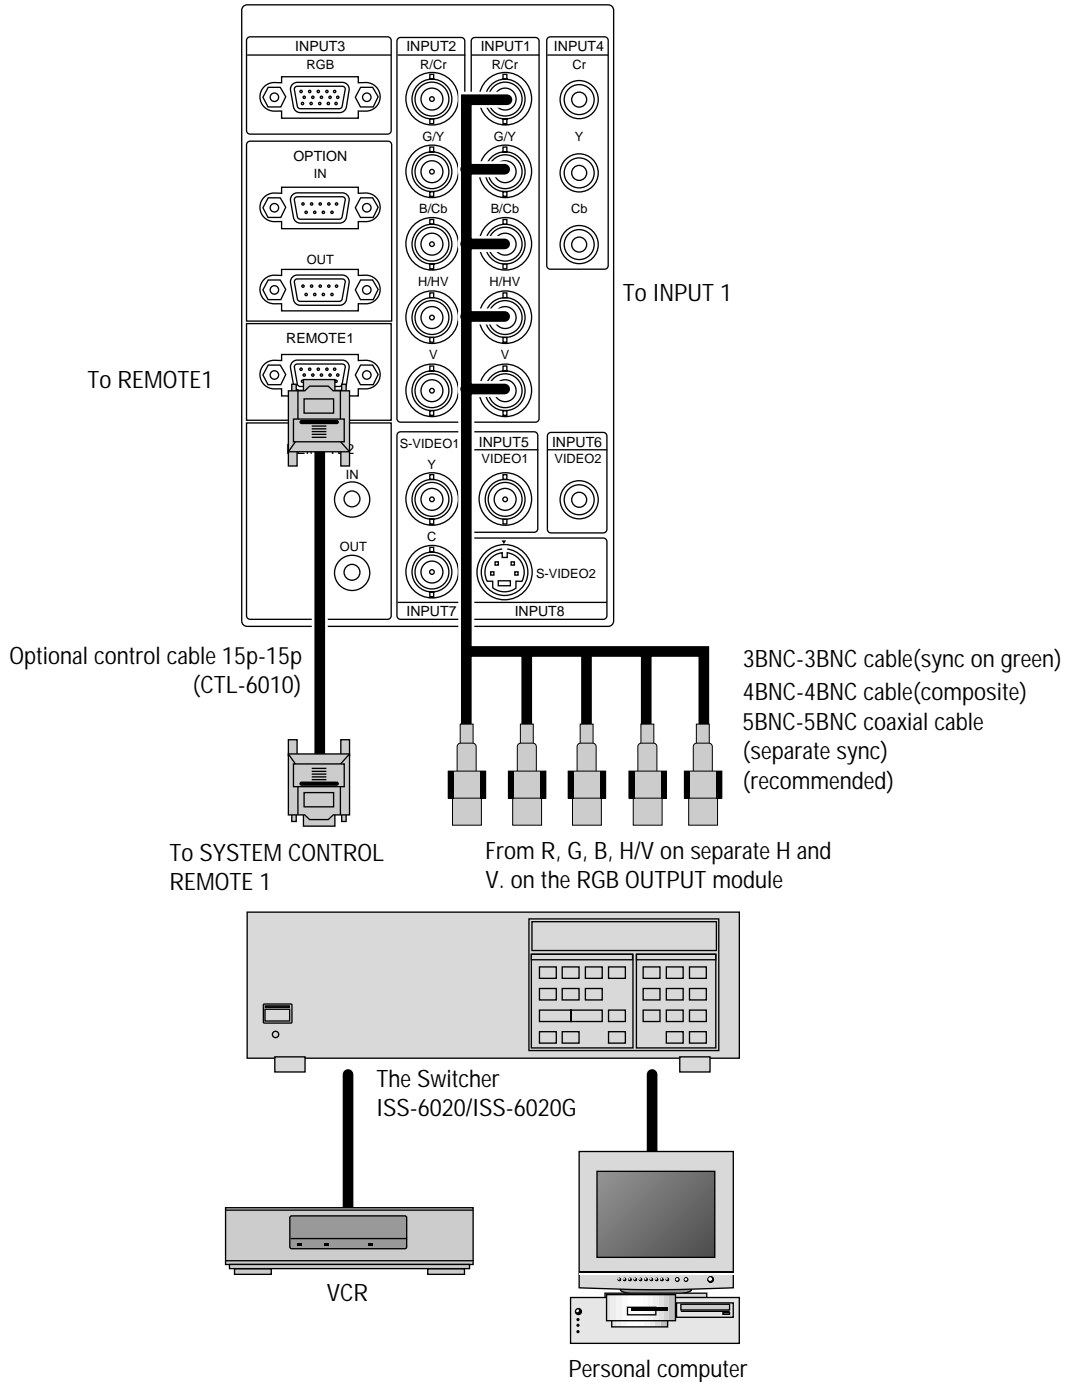 INPUT3
RGB
INPUT2
R/Cr
INPUT1
R/Cr
INPUT4
Cr
G/Y
G/Y
Y
OPTION
IN
B/Cb
B/Cb
Cb
OUT
H/HV
H/HV
To INPUT 1
REMOTE1
V
V
To REMOTE1
S-VIDEO1
Y
INPUT5
VIDEO1
INPUT6
VIDEO2
2
IN
OUT
C
S-VIDEO2
INPUT7
INPUT8
Optional control cable 15p-15p
(CTL-6010)
3BNC-3BNC cable(sync on green)
4BNC-4BNC cable(composite)
5BNC-5BNC coaxial cable
(separate sync)
(recommended)
To SYSTEM CONTROL
REMOTE 1
From R, G, B, H/V on separate H and
V. on the RGB OUTPUT module
The Switcher
ISS-6020/ISS-6020G
VCR
Personal computer